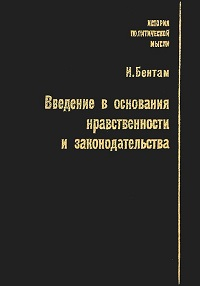 ИСТОРИЯ
ПОЛИТИЧЕСКОЙ
МЫСЛИ
И. Бентам
Введение в основания
нравственности
и законодательства